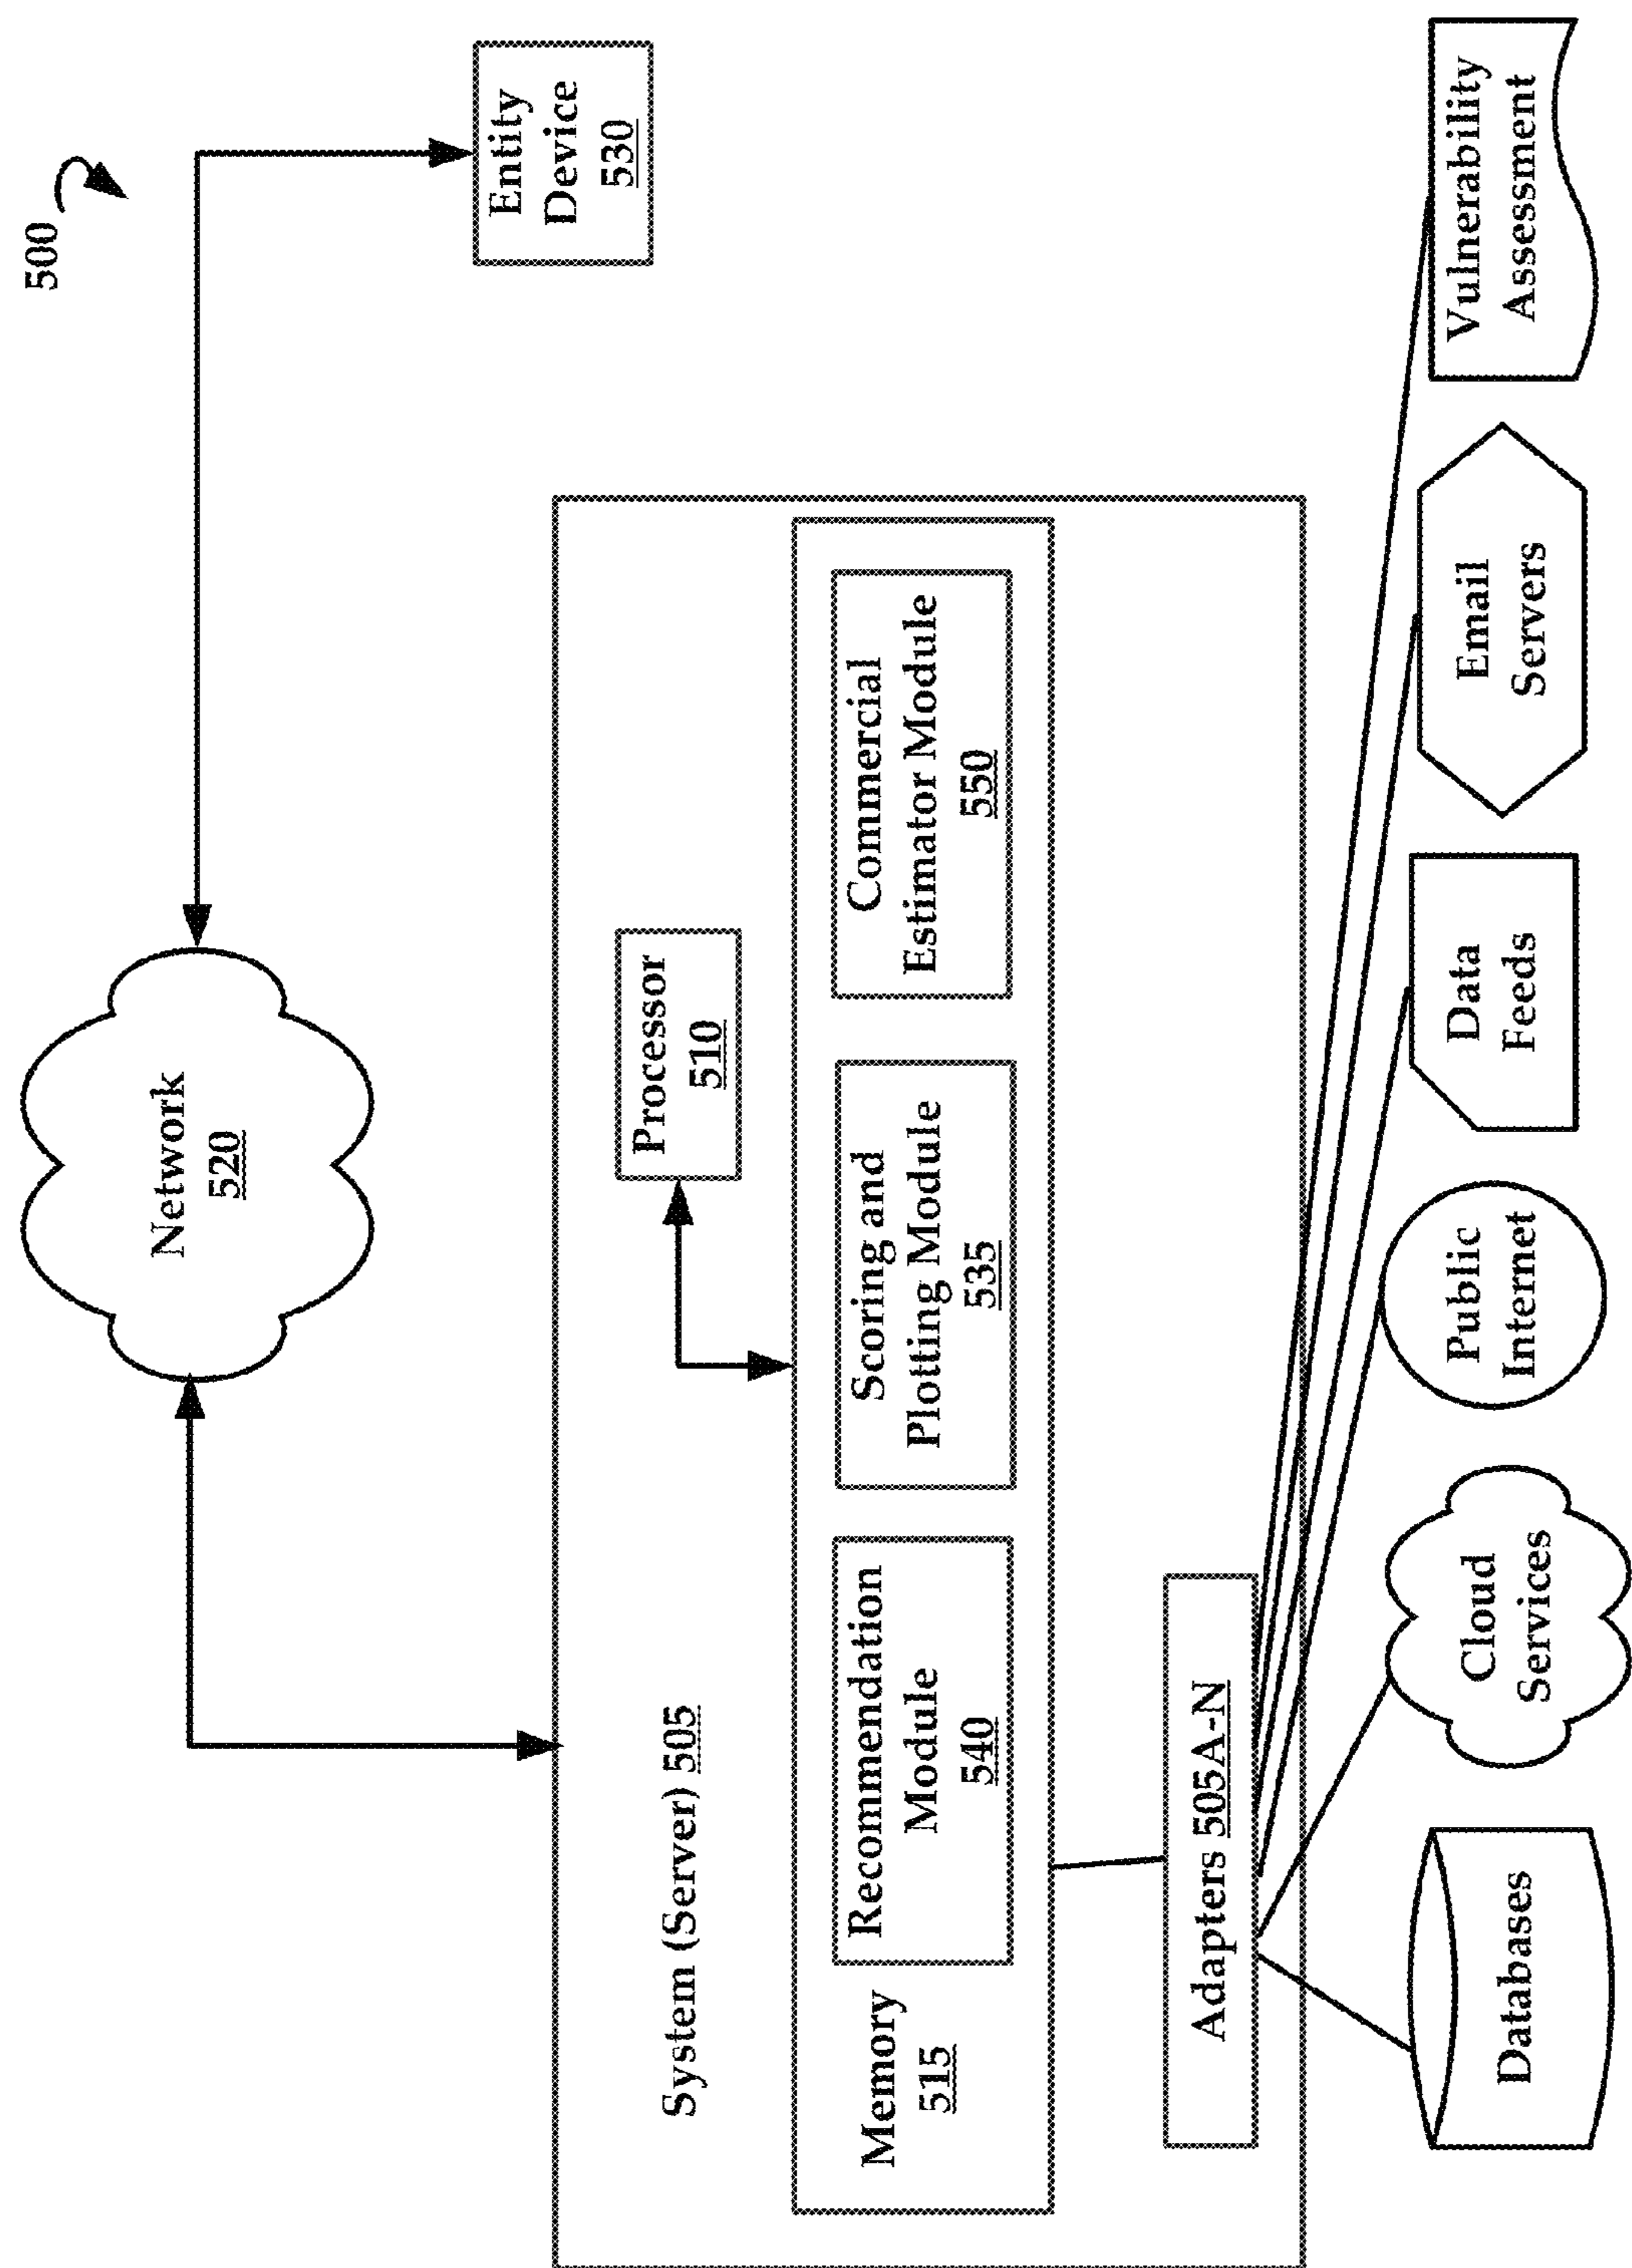 500
Network
520
Entity
Device
530
System (Server) 505
Processor
510
Memory
515
Recommendation
Module
540
Scoring and
Plotting Module
535
Commercial
Estimator Module
550
Adapters 505A-N
Databases
Cloud
Services
Public
Internet
Data
Feeds
Email
Servers
Vulnerability
Assessment